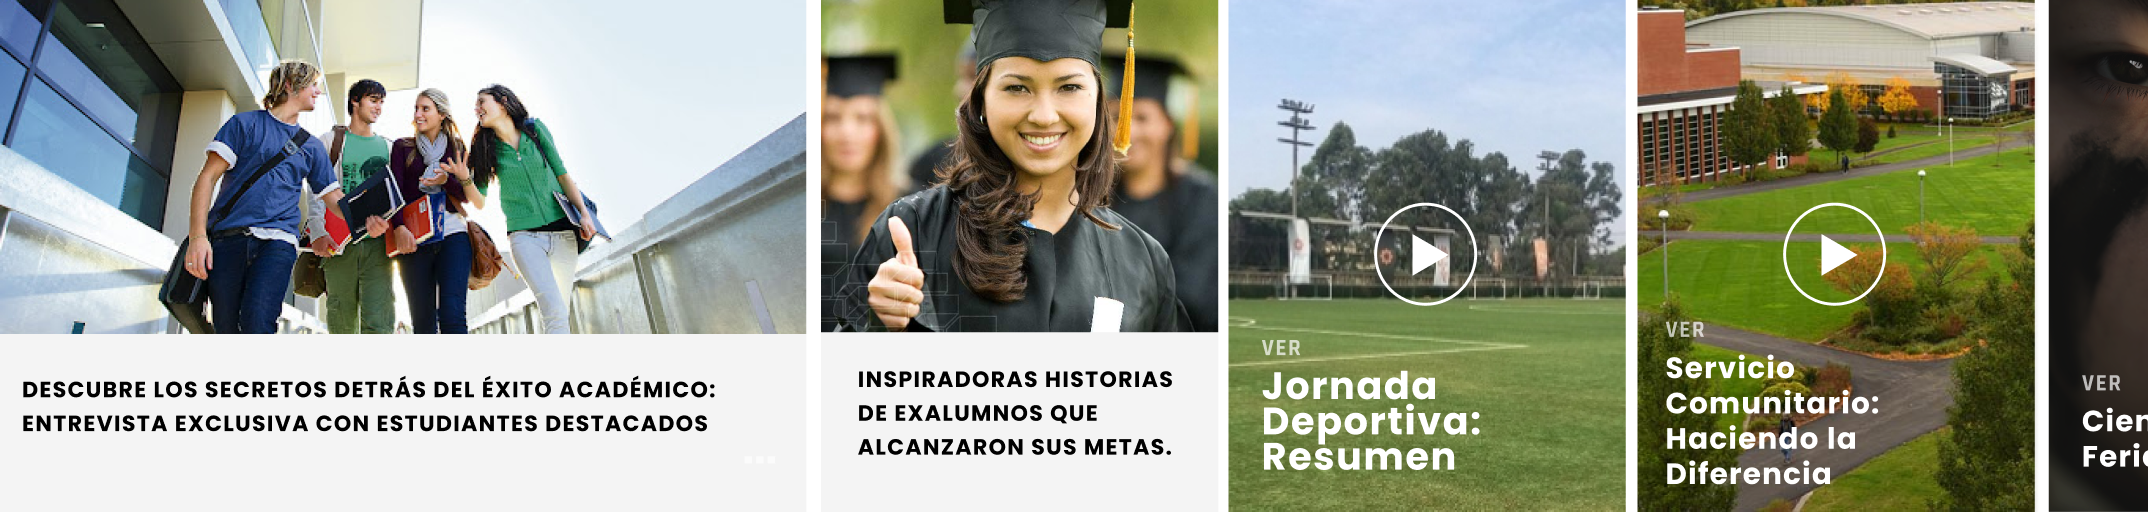 DESCUBRE LOS SECRETOS DETRÁS DEL ÉXITO ACADÉMICO:
ENTREVISTA EXCLUSIVA CON ESTUDIANTES DESTACADOS
INSPIRADORAS HISTORIAS
DE EXALUMNOS QUE
ALCANZARON SUS METAS.
VER
Jornada
Deportiva:
Resumen
VER
Servicio
Comunitario:
Haciendo la
Diferencia
VER